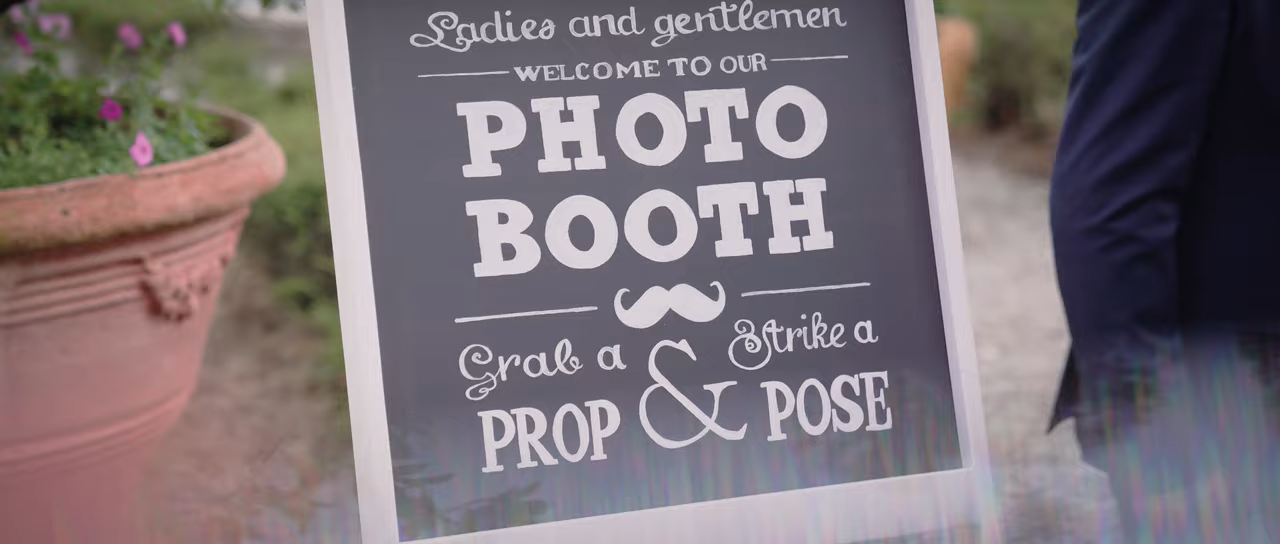 Ladies and gentlemen
WELCOME TO OUR
PHOTO
BOOTH
Grab a & Strike a
PROP POSE